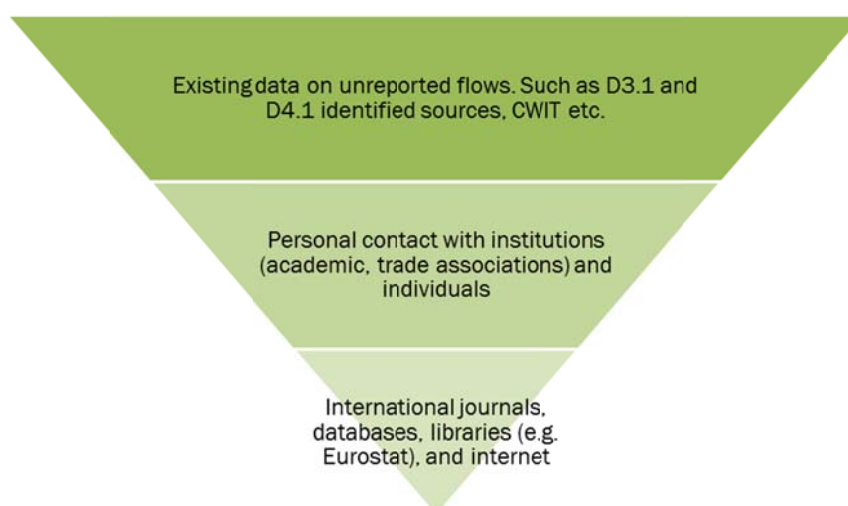 Existing data on unreported flows. Such as D3.1 and
D4.1 identified sources, CWIT etc.
Personal contact with institutions
(academic, trade associations) and
individuals
International journals,
databases, libraries (e.g.
Eurostat), and internet